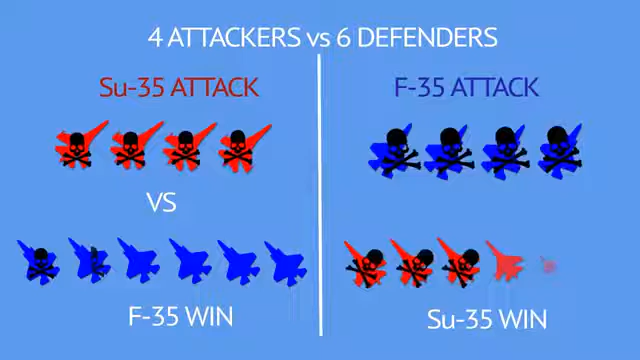 4 ATTACKERS vs 6 DEFENDERS
Su-35 ATTACK
VS
F-35 WIN
F-35 ATTACK
Su-35 WIN